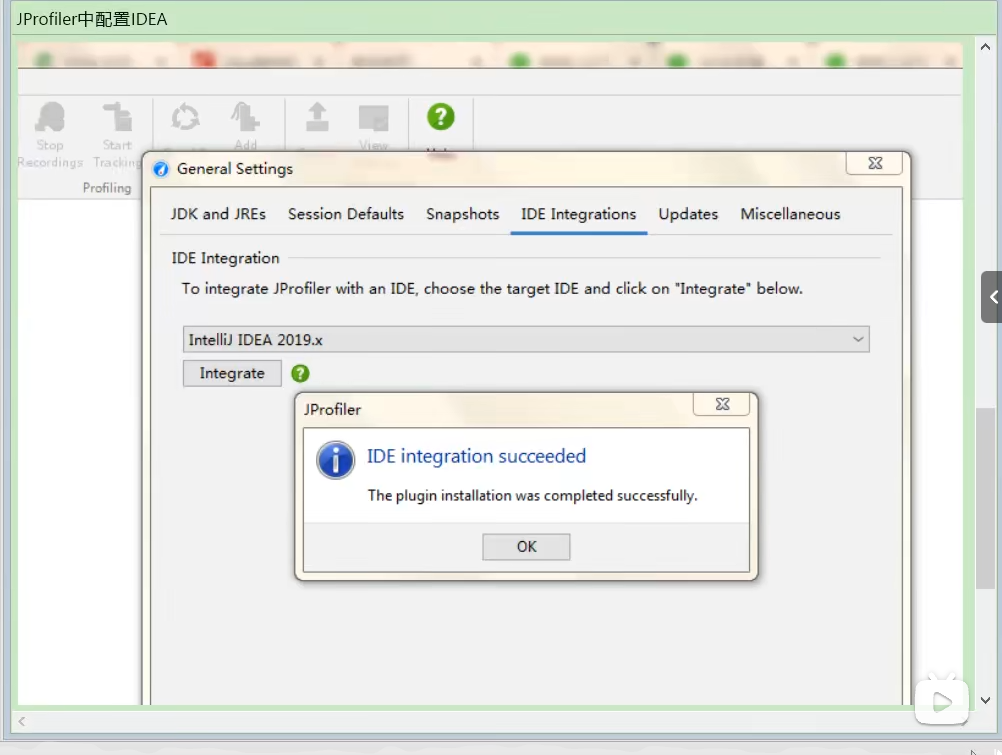 JProfiler中配置IDEA
Stop
Recordings
Start
Tracking
Add
View
Profiling
General Settings
JDK and JREs
Session Defaults
Snapshots
IDE Integrations
Updates
Miscellaneous
IDE Integration
To integrate JProfiler with an IDE, choose the target IDE and click on "Integrate" below.
IntelliJ IDEA 2019.x
Integrate
JProfiler
IDE integration succeeded
The plugin installation was completed successfully.
OK